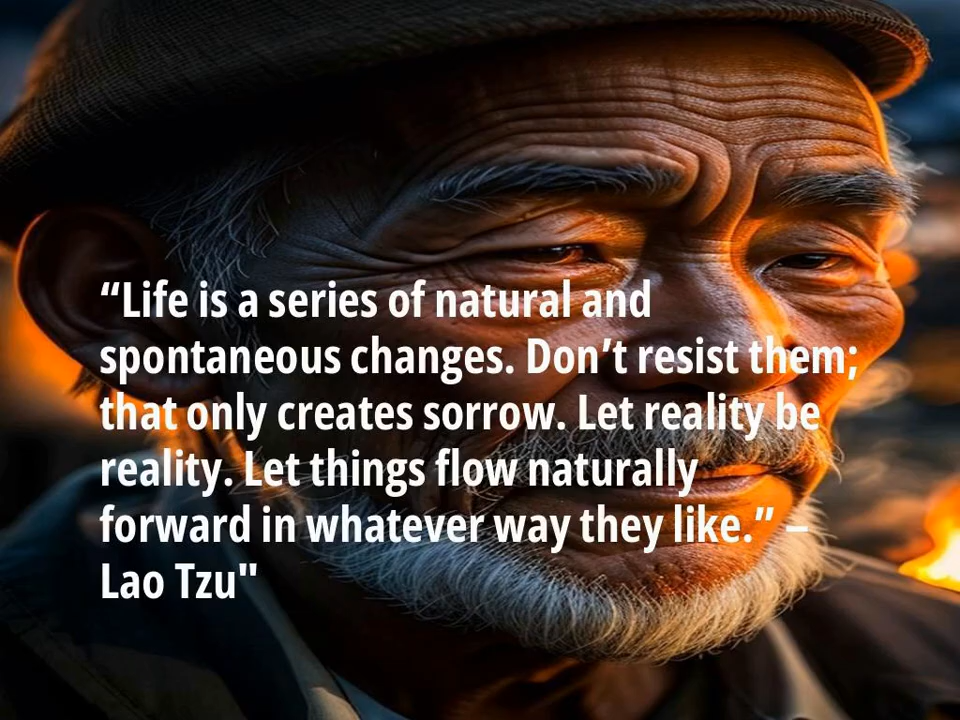 “Life is a series of natural and
spontaneous changes. Don’t resist them;
that only creates sorrow. Let reality be
reality. Let things flow naturally
forward in whatever way they like.” –
Lao Tzu"